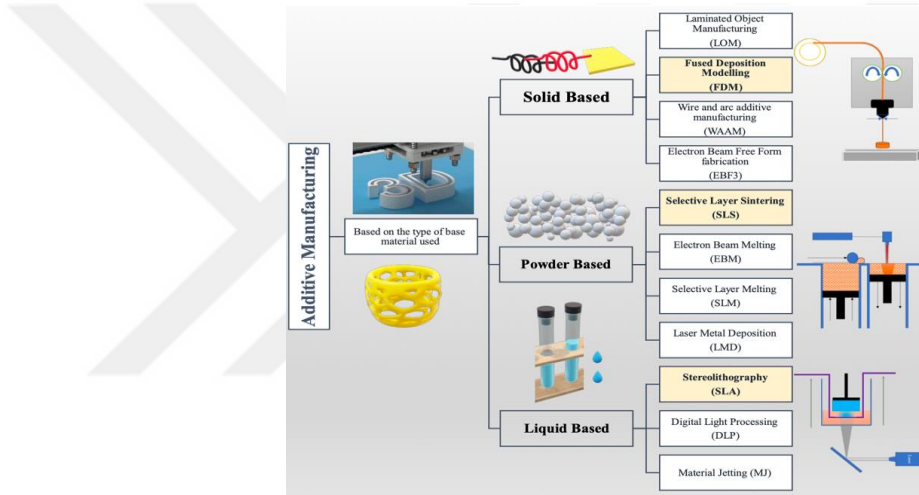 Additive Manufacturing
Based on the type of base
material used
Solid Based
Laminated Object
Manufacturing
(LOM)
Fused Deposition
Modelling
(FDM)
Wire and arc additive
manufacturing
(WAAM)
Electron Beam Free Form
fabrication
(EBF3)
Powder Based
Selective Layer Sintering
(SLS)
Electron Beam Melting
(EBM)
Selective Layer Melting
(SLM)
Laser Metal Deposition
(LMD)
Liquid Based
Stereolithography
(SLA)
Digital Light Processing
(DLP)
Material Jetting (MJ)